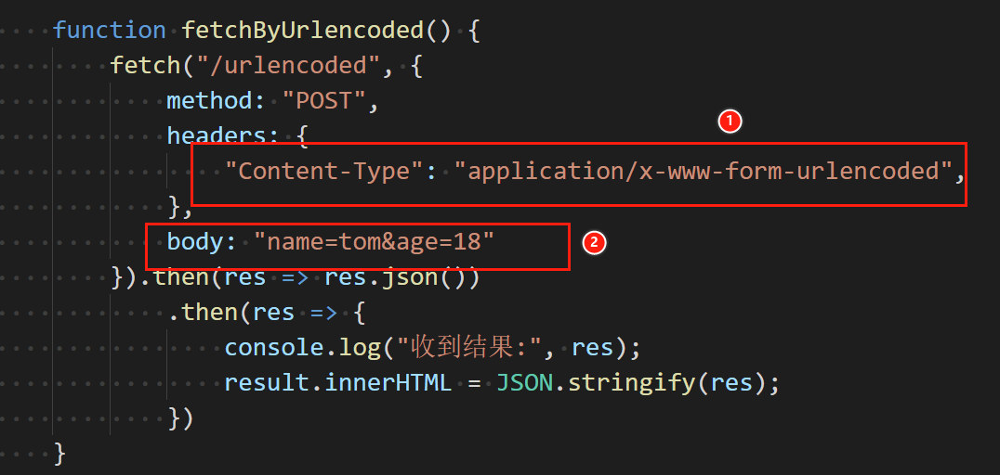 function fetchByUrlencoded() {
fetch("/urlencoded", {
method: "POST",
1
headers: {
"Content-Type": "application/x-www-form-urlencoded",
},
body: "name=tom&age=18"
2
}).then(res => res.json())
.then(res => {
console.log("收到结果:", res);
result.innerHTML = JSON.stringify(res);
})
}